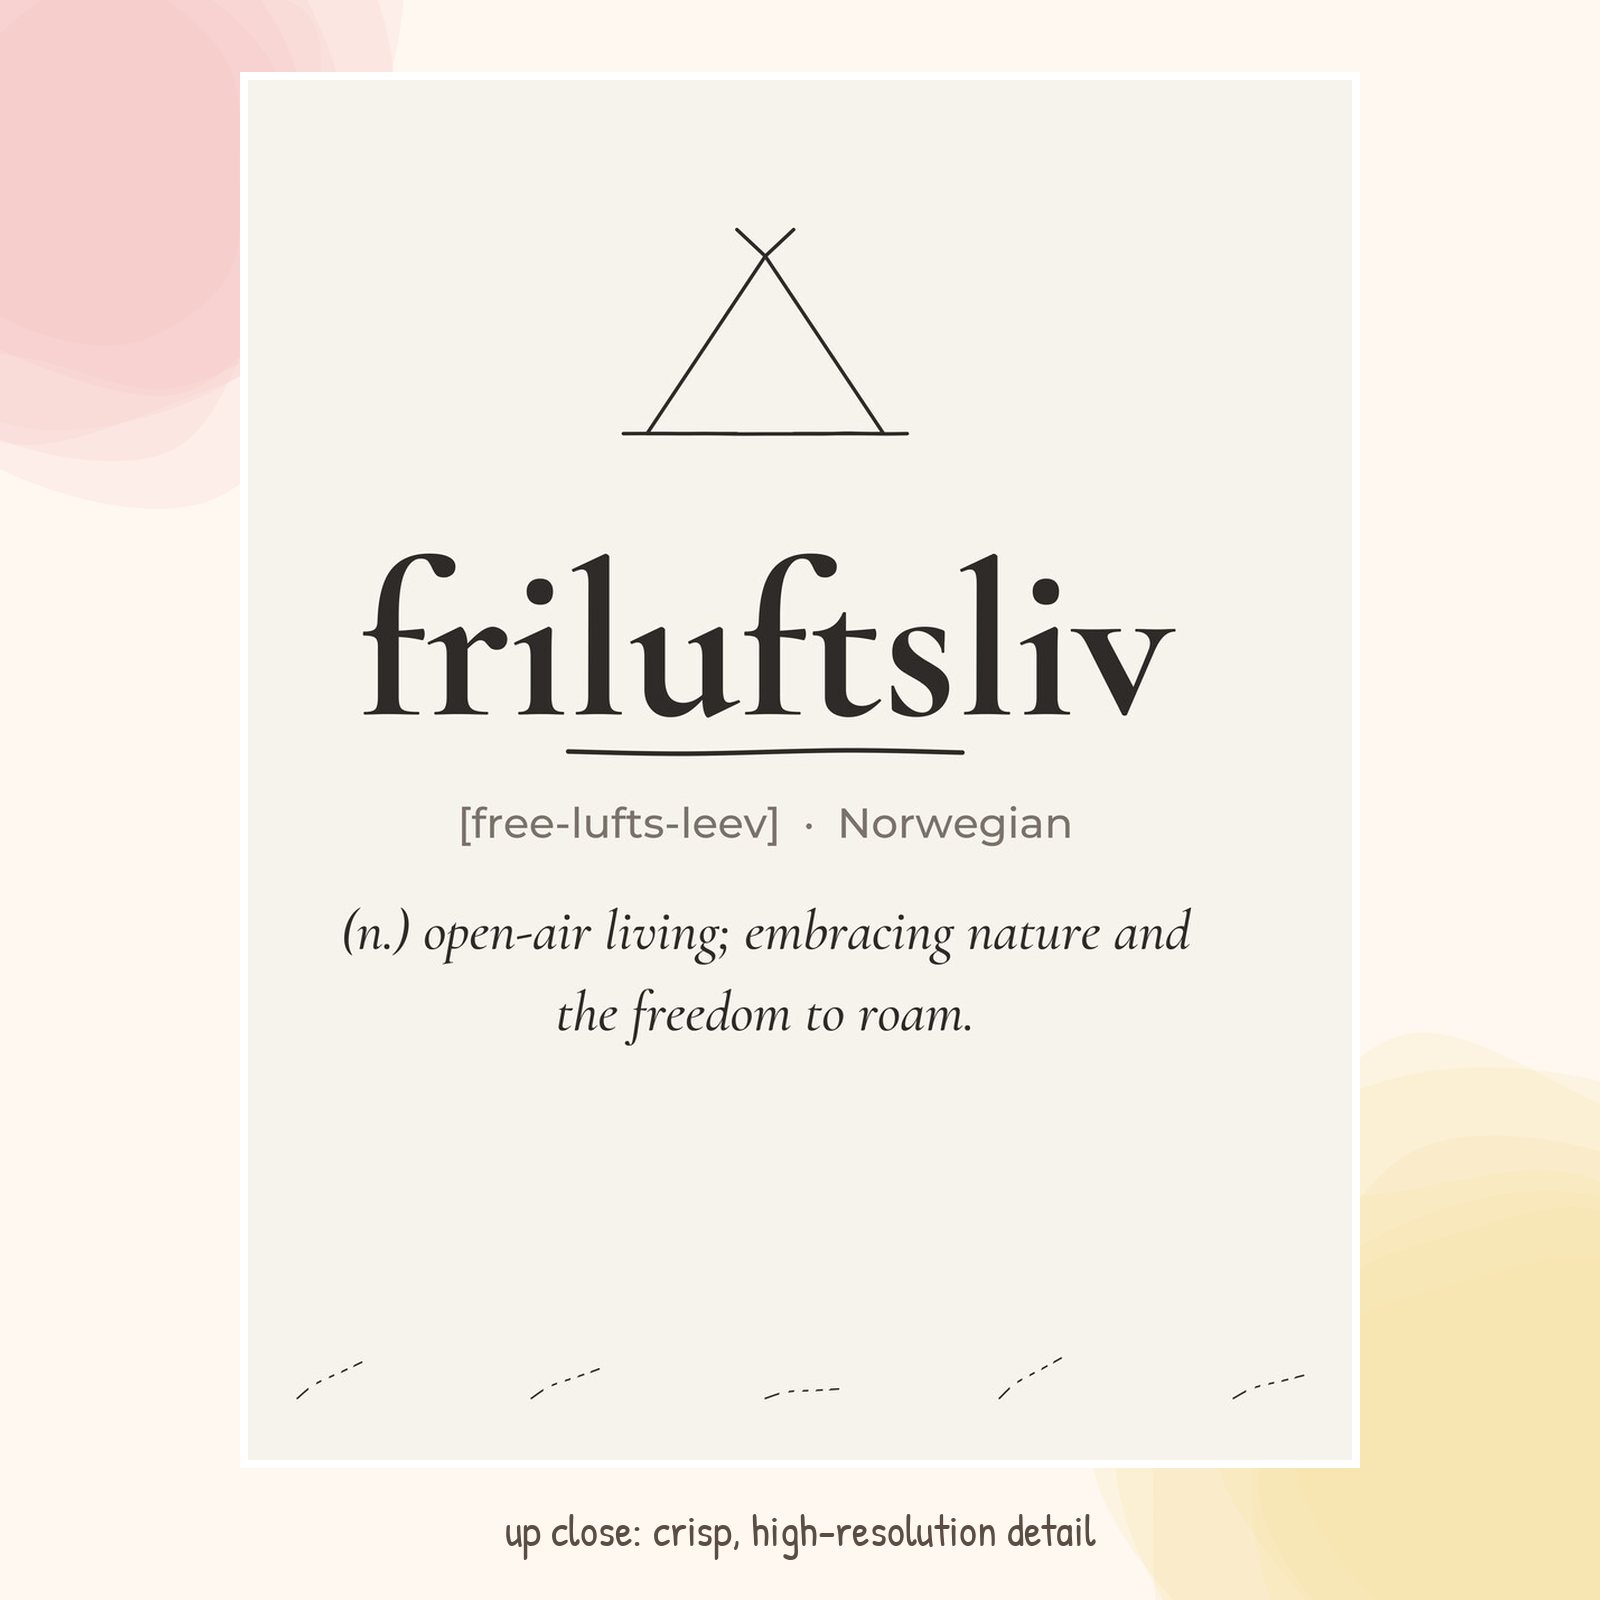 friluftsliv
[free-lufts-leev] · Norwegian
(n.) open-air living; embracing nature and
the freedom to roam.
up close: crisp, high-resolution detail